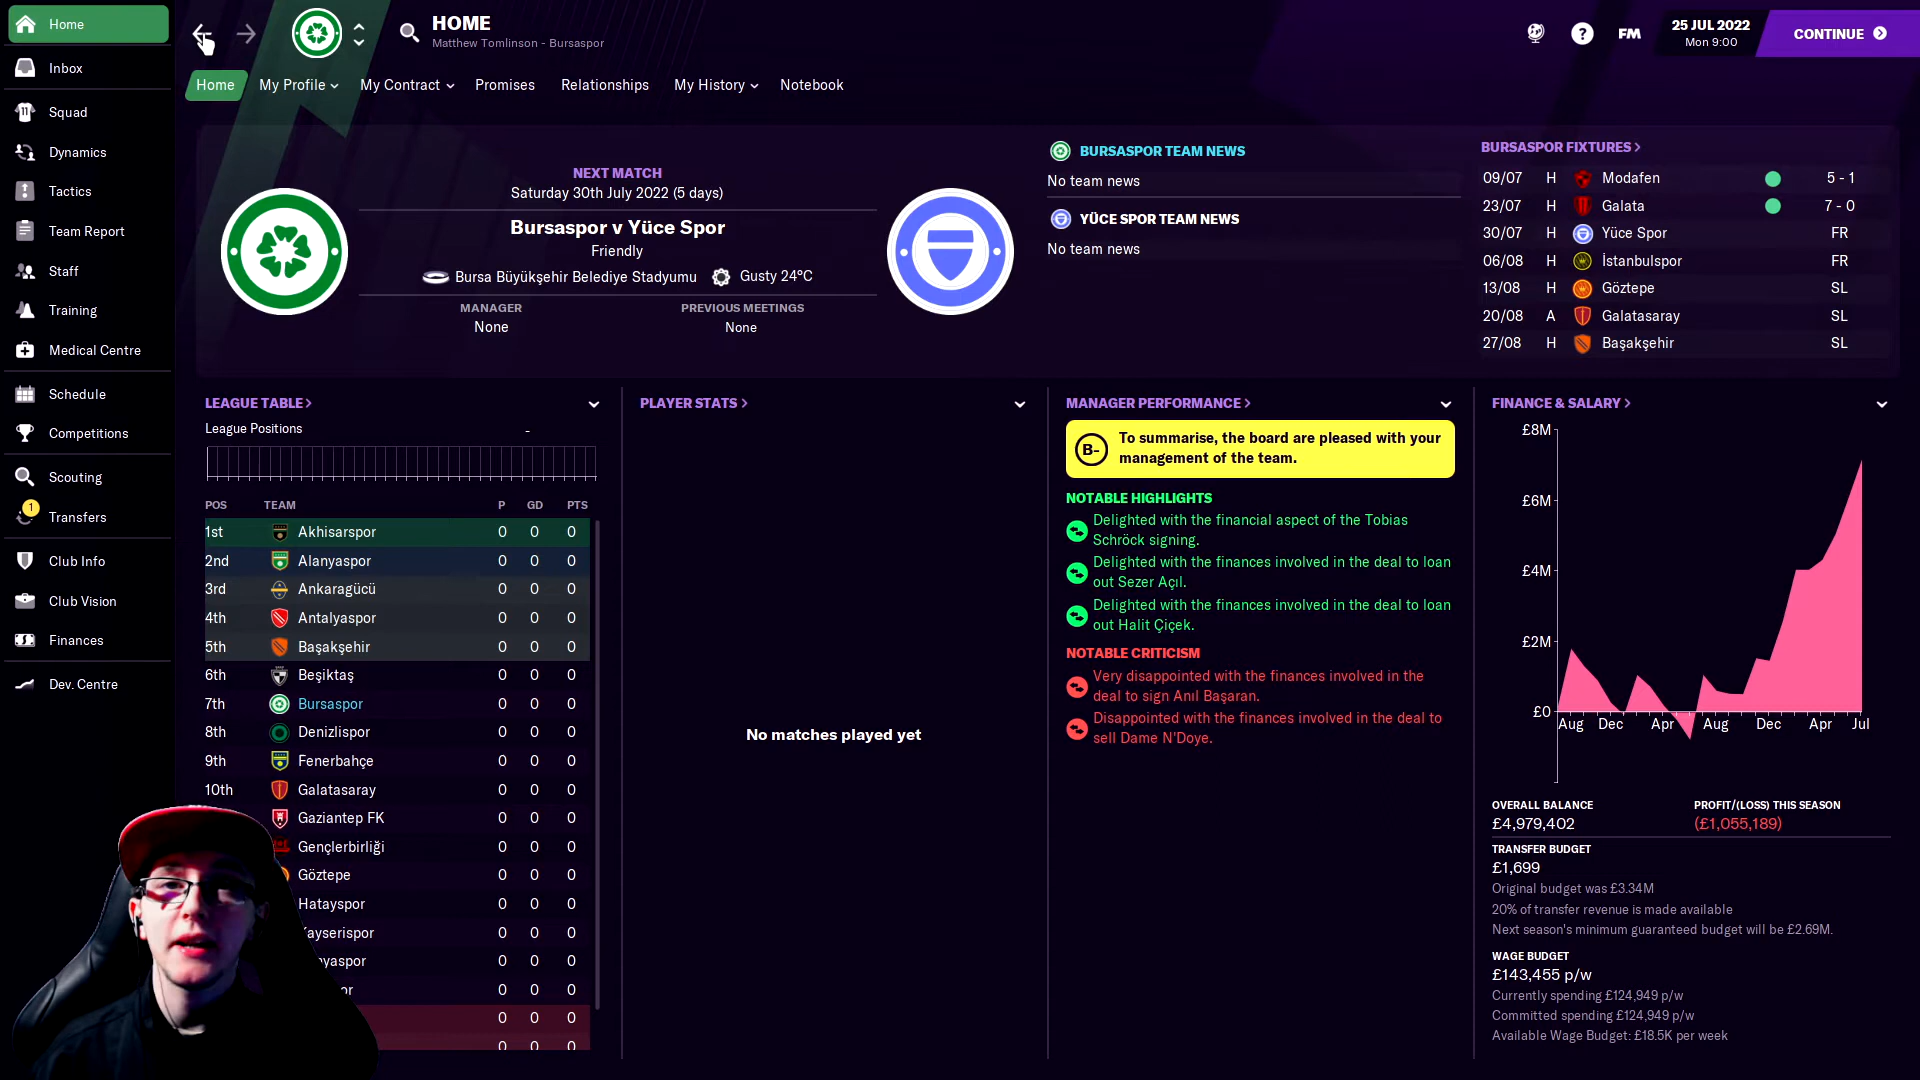 Home
Inbox
Squad
Dynamics
Tactics
Team Report
Staff
Training
Medical Centre
Schedule
Competitions
Scouting
1
Transfers
Club Info
Club Vision
Finances
Dev. Centre
HOME
Matthew Tomlinson - Bursaspor
?
FM
25 JUL 2022
Mon 9:00
CONTINUE
Home
My Profile
My Contract
Promises
Relationships
My History
Notebook
NEXT MATCH
Saturday 30th July 2022 (5 days)
Bursaspor v Yüce Spor
Friendly
Bursa Büyükşehir Belediye Stadyumu Gusty 24°C
MANAGER PREVIOUS MEETINGS
None None
BURSASPOR TEAM NEWS
No team news
YÜCE SPOR TEAM NEWS
No team news
BURSASPOR FIXTURES
09/07 H Modafen 5 - 1
23/07 H Galata 7 - 0
30/07 H Yüce Spor FR
06/08 H İstanbulspor FR
13/08 H Göztepe SL
20/08 A Galatasaray SL
27/08 H Başakşehir SL
LEAGUE TABLE
League Positions -
POS TEAM P GD PTS
1st Akhisarspor 0 0 0
2nd Alanyaspor 0 0 0
3rd Ankaragücü 0 0 0
4th Antalyaspor 0 0 0
5th Başakşehir 0 0 0
6th Beşiktaş 0 0 0
7th Bursaspor 0 0 0
8th Denizlispor 0 0 0
9th Fenerbahçe 0 0 0
10th Galatasaray 0 0 0
Gaziantep FK 0 0 0
Gençlerbirliği 0 0 0
Göztepe 0 0 0
Hatayspor 0 0 0
ayserispor 0 0 0
yaspor 0 0 0
or 0 0 0
0 0 0
0 0 0
PLAYER STATS
No matches played yet
MANAGER PERFORMANCE
B-
To summarise, the board are pleased with your
management of the team.
NOTABLE HIGHLIGHTS
Delighted with the financial aspect of the Tobias
Schröck signing.
Delighted with the finances involved in the deal to loan
out Sezer Açıl.
Delighted with the finances involved in the deal to loan
out Halit Çiçek.
NOTABLE CRITICISM
Very disappointed with the finances involved in the
deal to sign Anıl Başaran.
Disappointed with the finances involved in the deal to
sell Dame N'Doye.
FINANCE & SALARY
£8M
£6M
£4M
£2M
£0
Aug Dec Apr Aug Dec Apr Jul
OVERALL BALANCE PROFIT/(LOSS) THIS SEASON
£4,979,402 (£1,055,189)
TRANSFER BUDGET
£1,699
Original budget was £3.34M
20% of transfer revenue is made available
Next season's minimum guaranteed budget will be £2.69M.
WAGE BUDGET
£143,455 p/w
Currently spending £124,949 p/w
Committed spending £124,949 p/w
Available Wage Budget: £18.5K per week